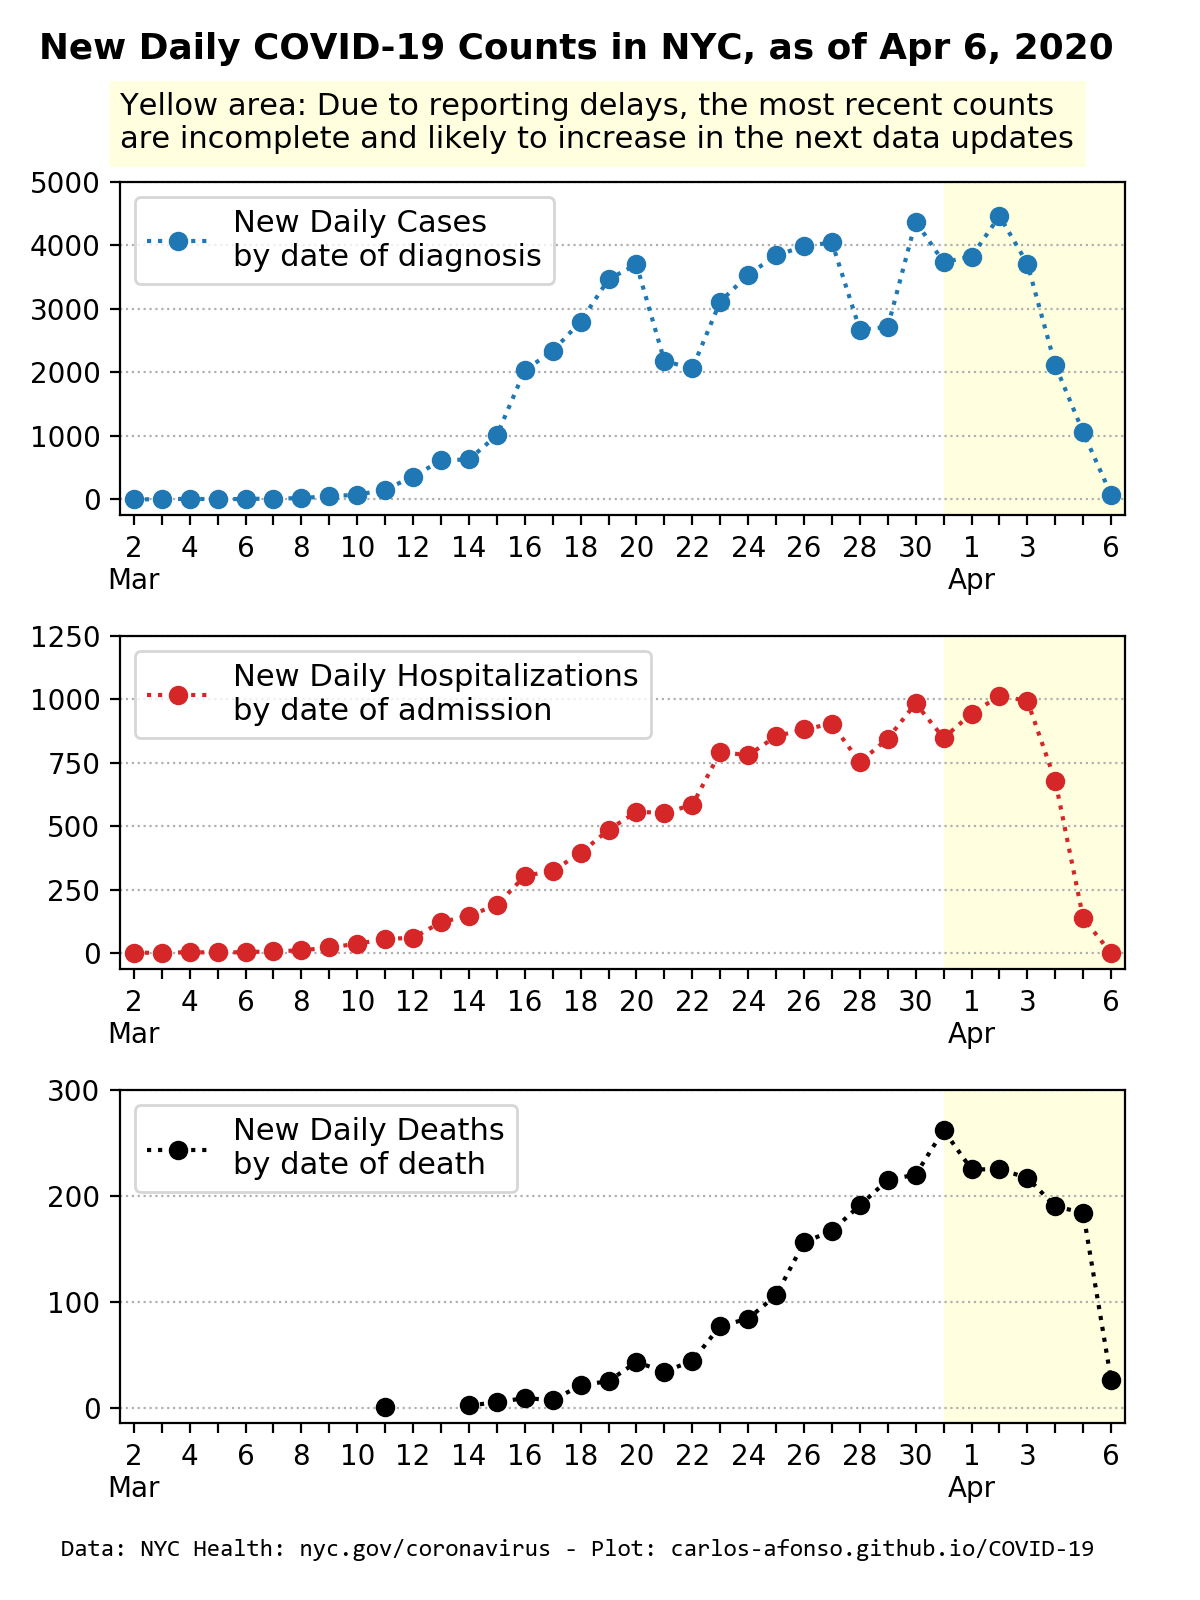 New Daily COVID-19 Counts in NYC, as of Apr 6, 2020
Yellow area: Due to reporting delays, the most recent counts
are incomplete and likely to increase in the next data updates
5000
4000
3000
2000
1000
0
New Daily Cases
by date of diagnosis
2 4 6 8 10 12 14 16 18 20 22 24 26 28 30 1 3 6
Mar Apr
1250
1000
750
500
250
0
New Daily Hospitalizations
by date of admission
2 4 6 8 10 12 14 16 18 20 22 24 26 28 30 1 3 6
Mar Apr
300
200
100
0
New Daily Deaths
by date of death
2 4 6 8 10 12 14 16 18 20 22 24 26 28 30 1 3 6
Mar Apr
Data: NYC Health: nyc.gov/coronavirus - Plot: carlos-afonso.github.io/COVID-19